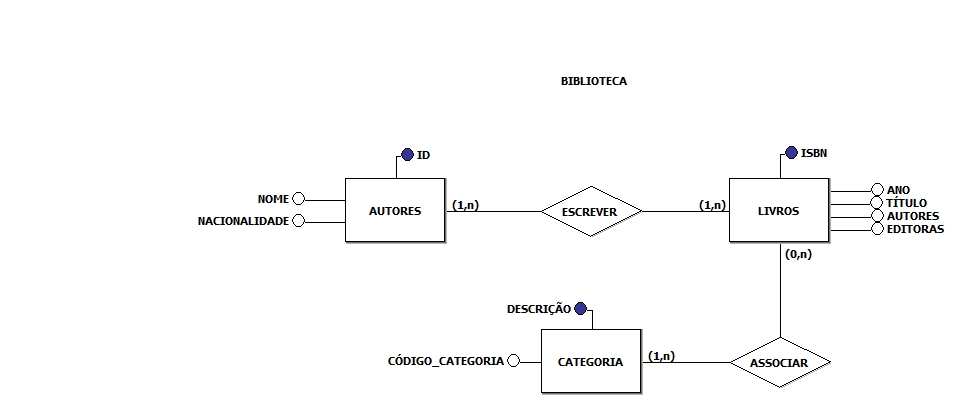 BIBLIOTECA
ID
ISBN
NOME
NACIONALIDADE
AUTORES
(1,n)
ESCREVER
(1,n)
LIVROS
ANO
TÍTULO
AUTORES
EDITORAS
(0,n)
DESCRIÇÃO
CÓDIGO_CATEGORIA
CATEGORIA
(1,n)
ASSOCIAR